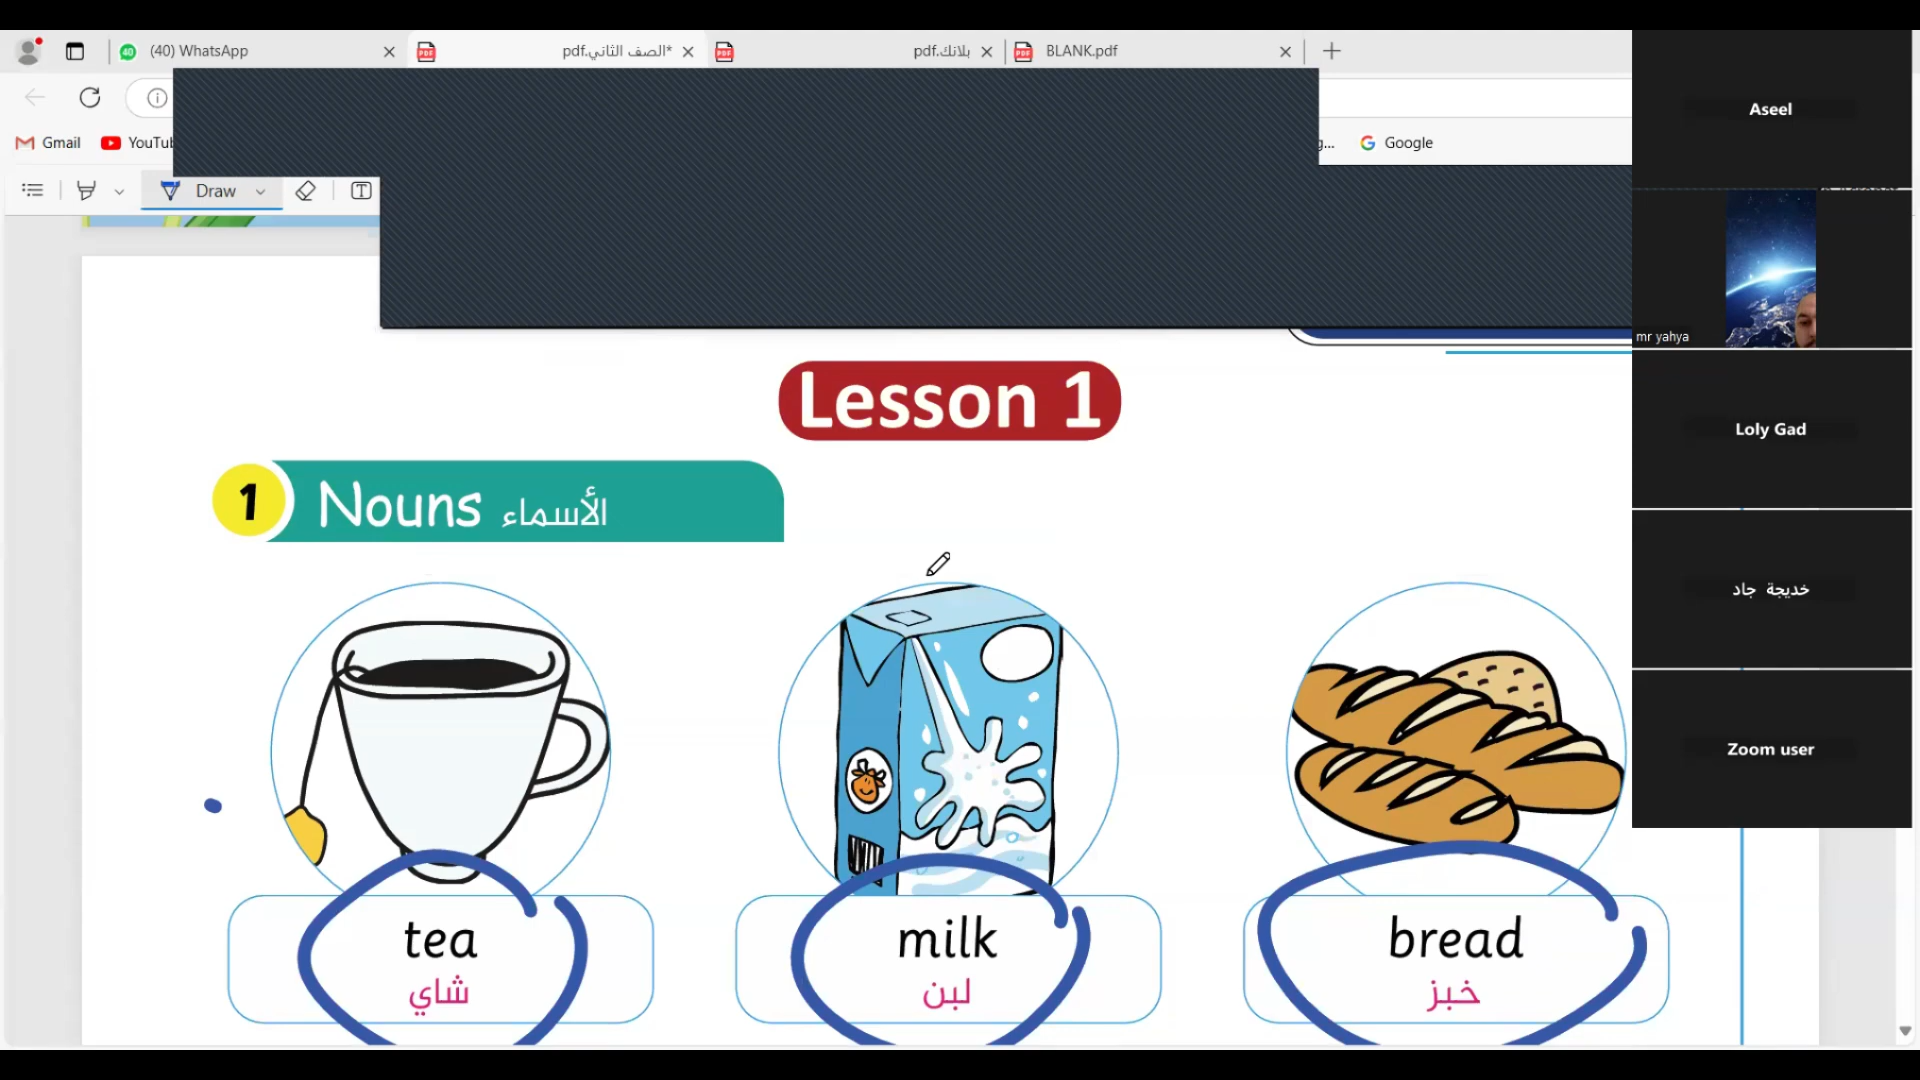 (40) WhatsApp
*الصف الثاني.pdf
بلانك.pdf
BLANK.pdf
Gmail
Google
Draw
Aseel
mr yahya
Loly Gad
خديجة جاد
Zoom user
Lesson 1
1 Nouns الأسماء
tea
شاي
milk
لبن
bread
خبز